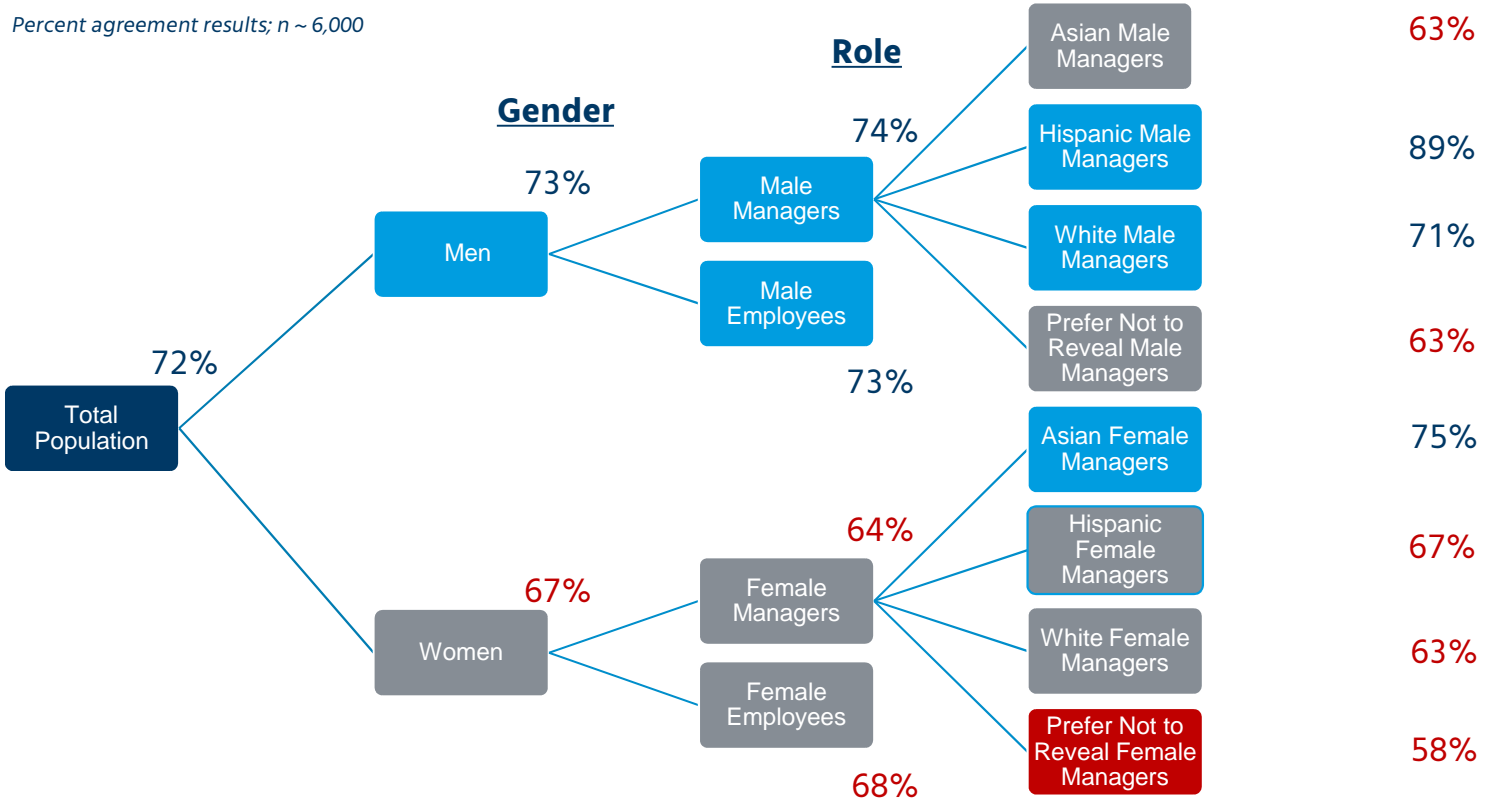 Percent agreement results; n ~ 6,000
Gender
Role
Total
Population
72%
Men
73%
Women
67%
Male
Managers
74%
Male
Employees
73%
Female
Managers
64%
Female
Employees
68%
Asian Male
Managers
63%
Hispanic Male
Managers
89%
White Male
Managers
71%
Prefer Not to
Reveal Male
Managers
63%
Asian Female
Managers
75%
Hispanic
Female
Managers
67%
White Female
Managers
63%
Prefer Not to
Reveal Female
Managers
58%